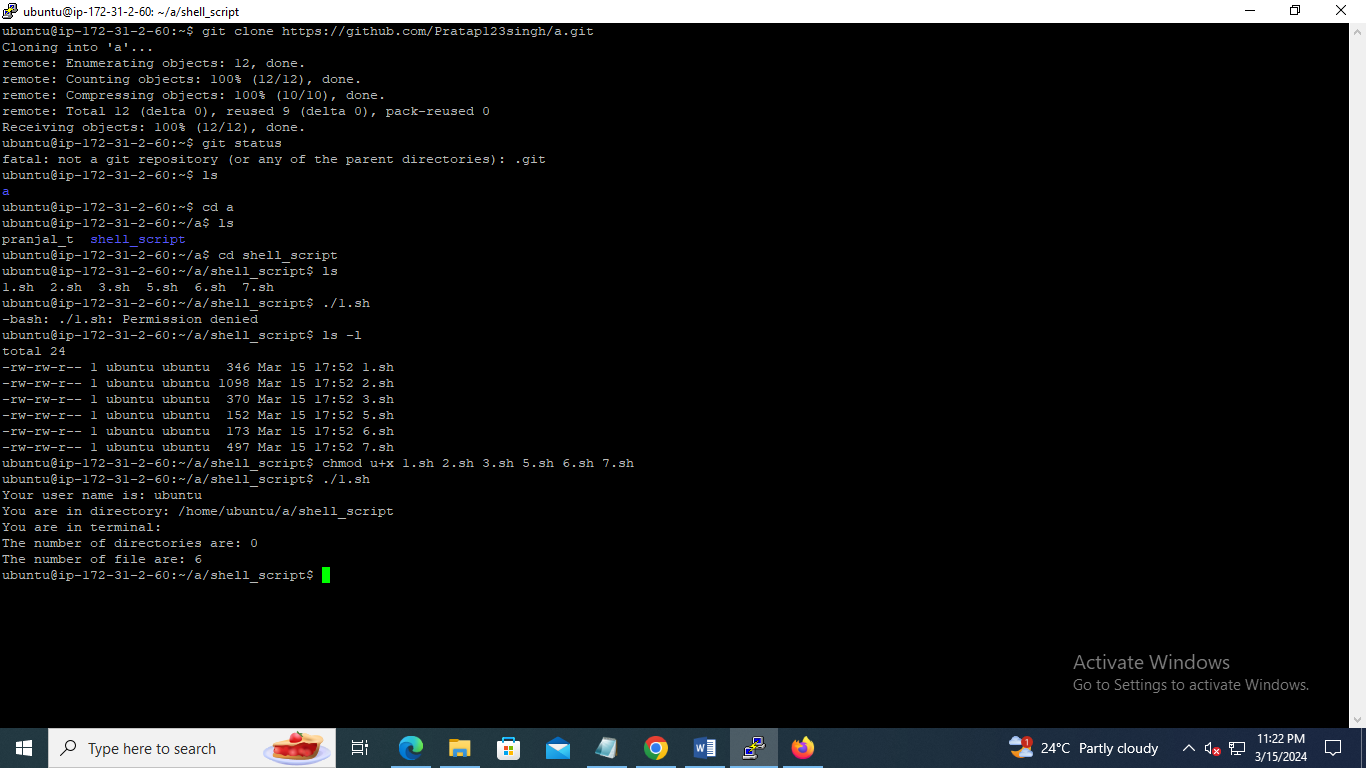 ubuntu@ip-172-31-2-60: ~/a/shell_script
ubuntu@ip-172-31-2-60:~$ git clone https://github.com/Pratap123singh/a.git
Cloning into 'a'...
remote: Enumerating objects: 12, done.
remote: Counting objects: 100% (12/12), done.
remote: Compressing objects: 100% (10/10), done.
remote: Total 12 (delta 0), reused 9 (delta 0), pack-reused 0
Receiving objects: 100% (12/12), done.
ubuntu@ip-172-31-2-60:~$ git status
fatal: not a git repository (or any of the parent directories): .git
ubuntu@ip-172-31-2-60:~$ ls
a
ubuntu@ip-172-31-2-60:~$ cd a
ubuntu@ip-172-31-2-60:~/a$ ls
pranjal_t  shell_script
ubuntu@ip-172-31-2-60:~/a$ cd shell_script
ubuntu@ip-172-31-2-60:~/a/shell_script$ ls
1.sh  2.sh  3.sh  5.sh  6.sh  7.sh
ubuntu@ip-172-31-2-60:~/a/shell_script$ ./1.sh
-bash: ./1.sh: Permission denied
ubuntu@ip-172-31-2-60:~/a/shell_script$ ls -l
total 24
-rw-rw-r-- 1 ubuntu ubuntu  346 Mar 15 17:52 1.sh
-rw-rw-r-- 1 ubuntu ubuntu 1098 Mar 15 17:52 2.sh
-rw-rw-r-- 1 ubuntu ubuntu  370 Mar 15 17:52 3.sh
-rw-rw-r-- 1 ubuntu ubuntu  152 Mar 15 17:52 5.sh
-rw-rw-r-- 1 ubuntu ubuntu  173 Mar 15 17:52 6.sh
-rw-rw-r-- 1 ubuntu ubuntu  497 Mar 15 17:52 7.sh
ubuntu@ip-172-31-2-60:~/a/shell_script$ chmod u+x 1.sh 2.sh 3.sh 5.sh 6.sh 7.sh
ubuntu@ip-172-31-2-60:~/a/shell_script$ ./1.sh
Your user name is: ubuntu
You are in directory: /home/ubuntu/a/shell_script
You are in terminal:
The number of directories are: 0
The number of file are: 6
ubuntu@ip-172-31-2-60:~/a/shell_script$
Activate Windows
Go to Settings to activate Windows.
Type here to search
1
24°C Partly cloudy
11:22 PM
3/15/2024